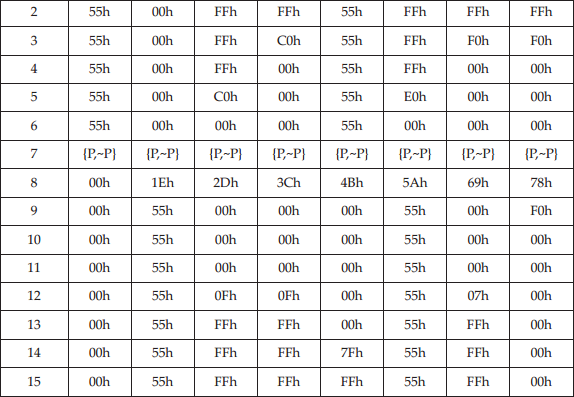 2 55h 00h FFh FFh 55h FFh FFh FFh
3 55h 00h FFh C0h 55h FFh F0h F0h
4 55h 00h FFh 00h 55h FFh 00h 00h
5 55h 00h C0h 00h 55h E0h 00h 00h
6 55h 00h 00h 00h 55h 00h 00h 00h
7 {P,~P} {P,~P} {P,~P} {P,~P} {P,~P} {P,~P} {P,~P} {P,~P}
8 00h 1Eh 2Dh 3Ch 4Bh 5Ah 69h 78h
9 00h 55h 00h 00h 00h 55h 00h F0h
10 00h 55h 00h 00h 00h 55h 00h 00h
11 00h 55h 00h 00h 00h 55h 00h 00h
12 00h 55h 0Fh 0Fh 00h 55h 07h 00h
13 00h 55h FFh FFh 00h 55h FFh 00h
14 00h 55h FFh FFh 7Fh 55h FFh 00h
15 00h 55h FFh FFh FFh 55h FFh 00h